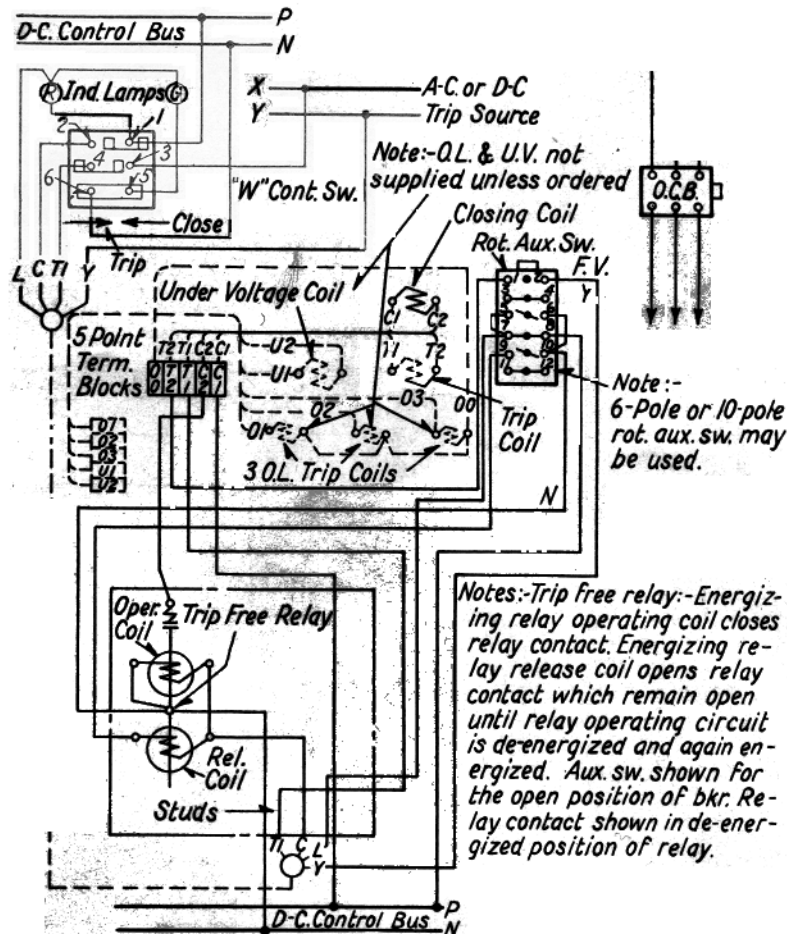 P
D-C. Control Bus
N
R Ind. Lamps G
X A-C. or D-C
Y Trip Source
2 1
4 3
6 5
"W" Cont. Sw.
Close
Trip
L C T1 Y
Note:-O.L. & U.V. not
supplied unless ordered
Closing Coil
Rot. Aux. Sw.
F.V.
Y
O.C.B.
Under Voltage Coil
C1 C2
5 Point
Term.
Blocks
T2 T1 C2 C1
O O T 2 T 1 C 2 C 1
U2
U1
T1 T2
O2 O3 OO
O1
Trip
Coil
3 O.L. Trip Coils
O1
O2
O3
U1
U2
Note:-
6-Pole or 10-pole
rot. aux. sw. may
be used.
N
Oper.
Coil
Trip Free Relay
Rel.
Coil
Studs
T1 C L
Y
Notes:-Trip free relay:-Energiz-
ing relay operating coil closes
relay contact. Energizing re-
lay release coil opens relay
contact which remain open
until relay operating circuit
is de-energized and again en-
ergized. Aux. sw. shown for
the open position of bkr. Re-
lay contact shown in de-ener-
gized position of relay.
P
D-C. Control Bus
N